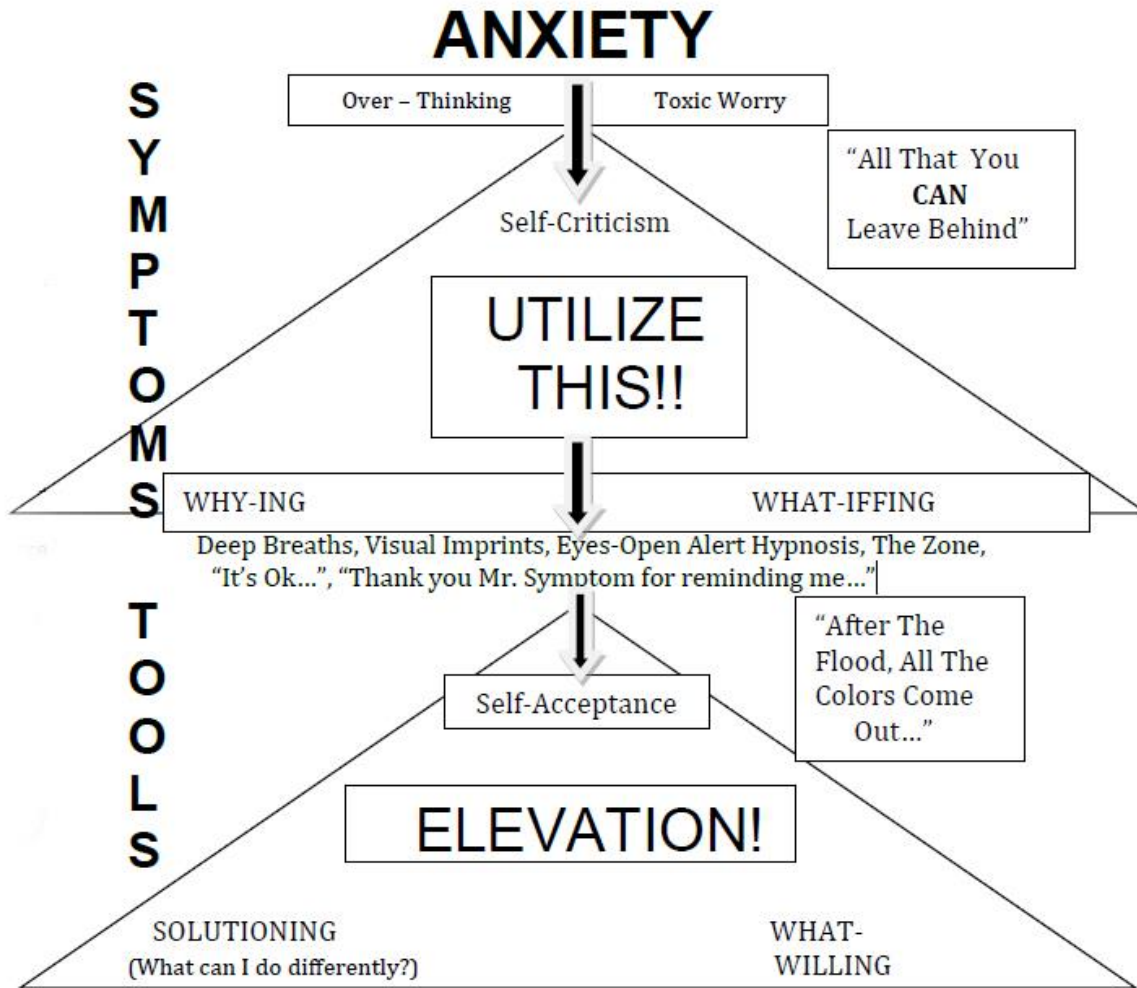 ANXIETY
SYMPTOMS
Over – Thinking
Toxic Worry
“All That You
CAN
Leave Behind”
Self-Criticism
UTILIZE
THIS!!
WHY-ING
WHAT-IFFING
Deep Breaths, Visual Imprints, Eyes-Open Alert Hypnosis, The Zone,
“It’s Ok…”, “Thank you Mr. Symptom for reminding me…”
TOOLS
“After The
Flood, All The
Colors Come
Out…”
Self-Acceptance
ELEVATION!
SOLUTIONING
(What can I do differently?)
WHAT-
WILLING